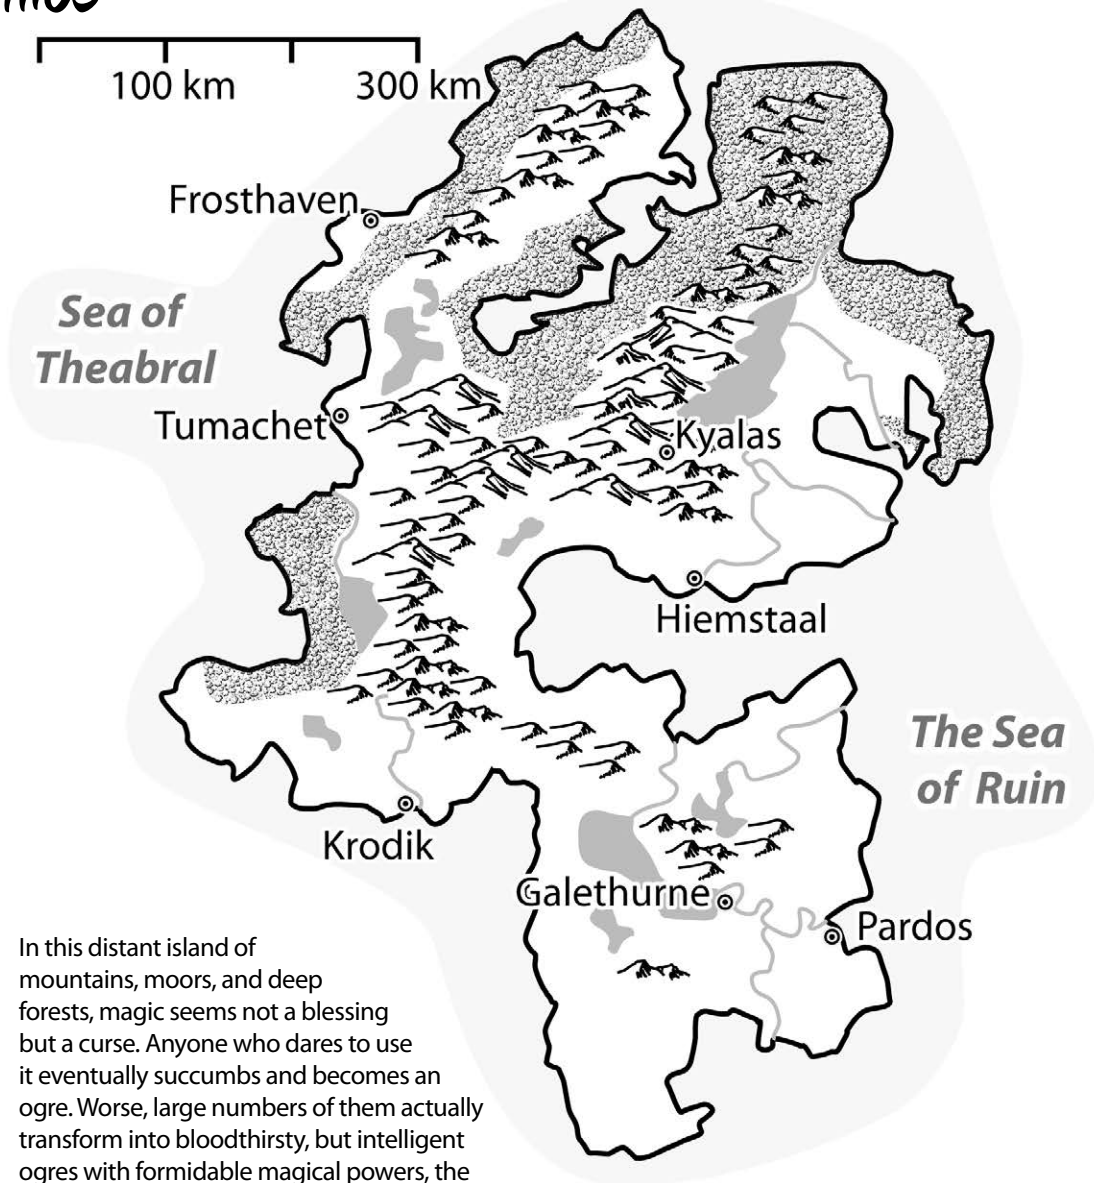 100 km 300 km
Frosthaven
Sea of
Theabral
Tumachet
Kyalas
Hiemstaal
The Sea
of Ruin
Krodik
Galethurne
Pardos
In this distant island of
mountains, moors, and deep
forests, magic seems not a blessing
but a curse. Anyone who dares to use
it eventually succumbs and becomes an
ogre. Worse, large numbers of them actually
transform into bloodthirsty, but intelligent
ogres with formidable magical powers, the